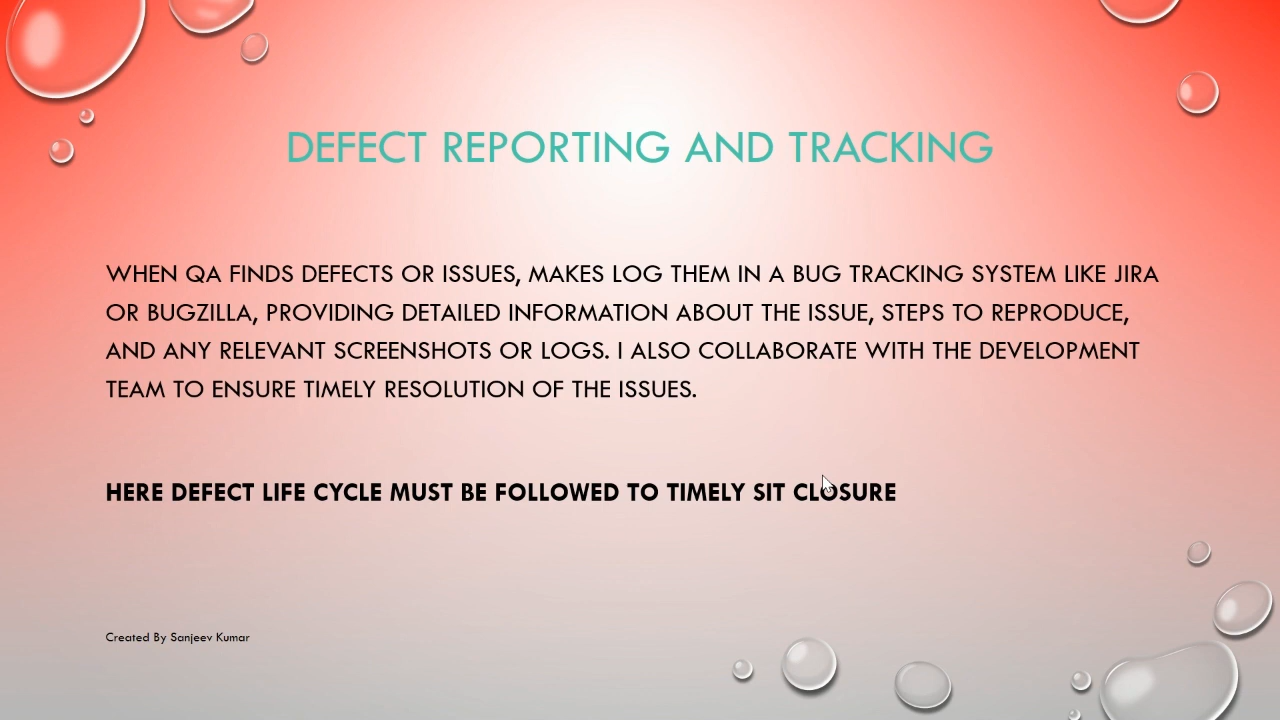 DEFECT REPORTING AND TRACKING
WHEN QA FINDS DEFECTS OR ISSUES, MAKES LOG THEM IN A BUG TRACKING SYSTEM LIKE JIRA
OR BUGZILLA, PROVIDING DETAILED INFORMATION ABOUT THE ISSUE, STEPS TO REPRODUCE,
AND ANY RELEVANT SCREENSHOTS OR LOGS. I ALSO COLLABORATE WITH THE DEVELOPMENT
TEAM TO ENSURE TIMELY RESOLUTION OF THE ISSUES.
HERE DEFECT LIFE CYCLE MUST BE FOLLOWED TO TIMELY SIT CLOSURE
Created By Sanjeev Kumar